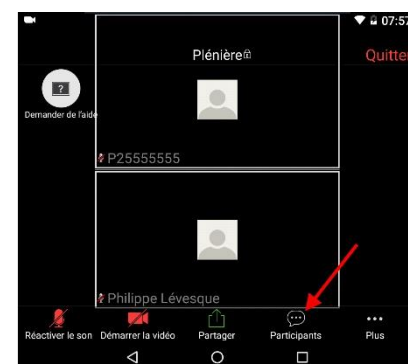 07:57
Plénière
Quitter
?
Demander de l'aide
P25555555
Philippe Lévesque
Réactiver le son Démarrer la vidéo Partager Participants Plus